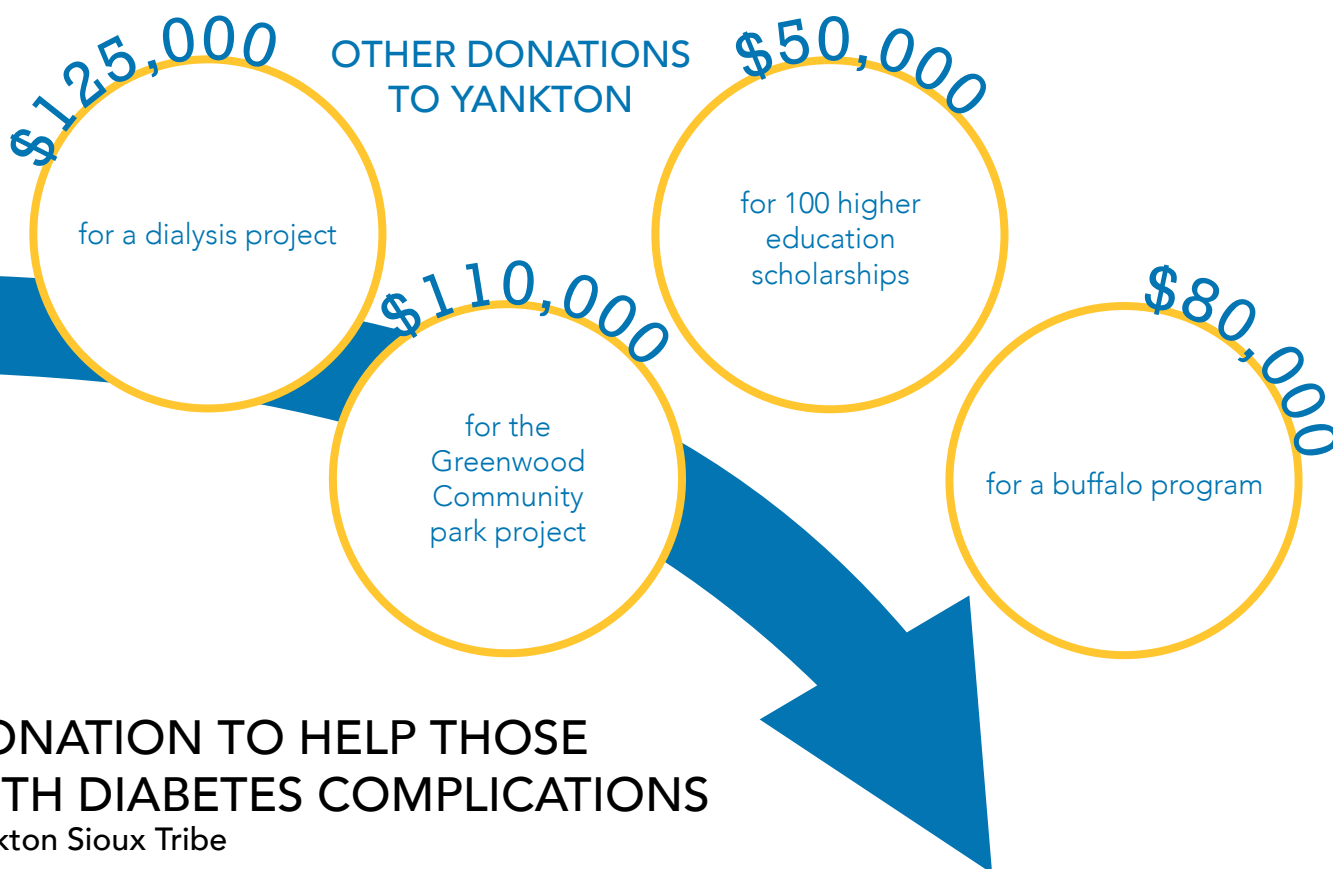 $125,000
for a dialysis project
OTHER DONATIONS
TO YANKTON
$110,000
for the
Greenwood
Community
park project
$50,000
for 100 higher
education
scholarships
$80,000
for a buffalo program
ONATION TO HELP THOSE
TH DIABETES COMPLICATIONS
kton Sioux Tribe